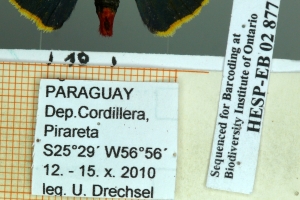 10
PARAGUAY
Dep.Cordillera,
Pirareta
S25°29´ W56°56´
12. - 15. x. 2010
leg. U. Drechsel
Sequenced for Barcoding at
Biodiversity Institute of Ontario
HESP-EB 02 877